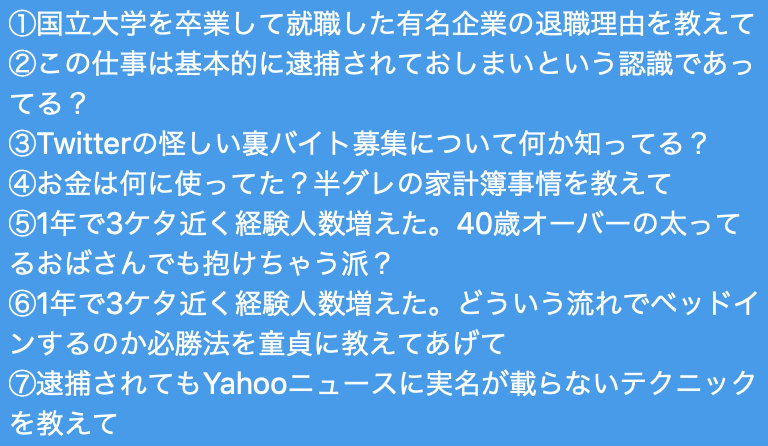 ①国立大学を卒業して就職した有名企業の退職理由を教えて
②この仕事は基本的に逮捕されておしまいという認識であっ
てる？
③Twitterの怪しい裏バイト募集について何か知ってる？
④お金は何に使ってた？半グレの家計簿事情を教えて
⑤1年で3ケタ近く経験人数増えた。40歳オーバーの太って
るおばさんでも抱けちゃう派？
⑥1年で3ケタ近く経験人数増えた。どういう流れでベッドイ
ンするのか必勝法を童貞に教えてあげて
⑦逮捕されてもYahooニュースに実名が載らないテクニック
を教えて